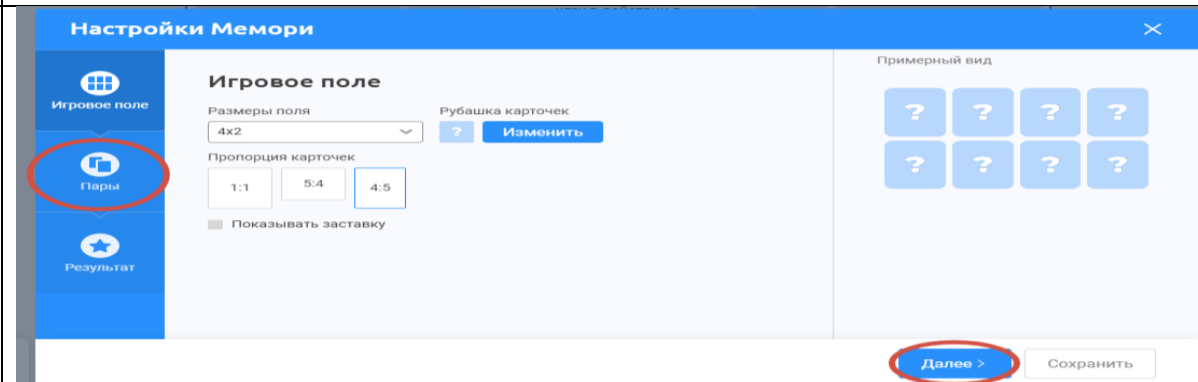 Настройки Мемори
Игровое поле
Пары
Результат
Игровое поле
Размеры поля
4x2
Рубашка карточек
?
Изменить
Пропорция карточек
1:1
5:4
4:5
Показывать заставку
Примерный вид
? ? ? ?
? ? ? ?
Далее >
Сохранить